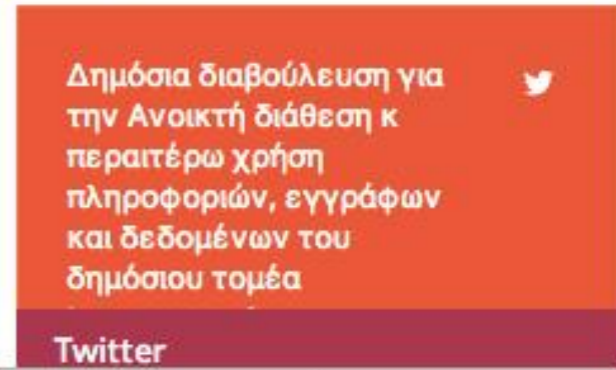 Δημόσια διαβούλευση για
την Ανοικτή διάθεση κ
περαιτέρω χρήση
πληροφοριών, εγγράφων
και δεδομένων του
δημόσιου τομέα
Twitter